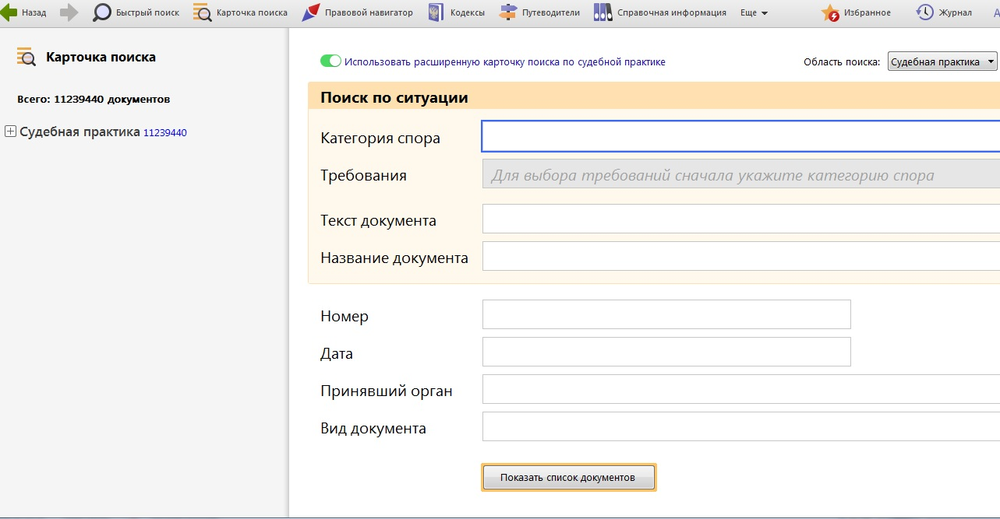 Назад Быстрый поиск Карточка поиска Правовой навигатор Кодексы Путеводители Справочная информация Еще Избранное Журнал
Карточка поиска
Использовать расширенную карточку поиска по судебной практике Область поиска: Судебная практика
Всего: 11239440 документов
Судебная практика 11239440
Поиск по ситуации
Категория спора
Требования Для выбора требований сначала укажите категорию спора
Текст документа
Название документа
Номер
Дата
Принявший орган
Вид документа
Показать список документов